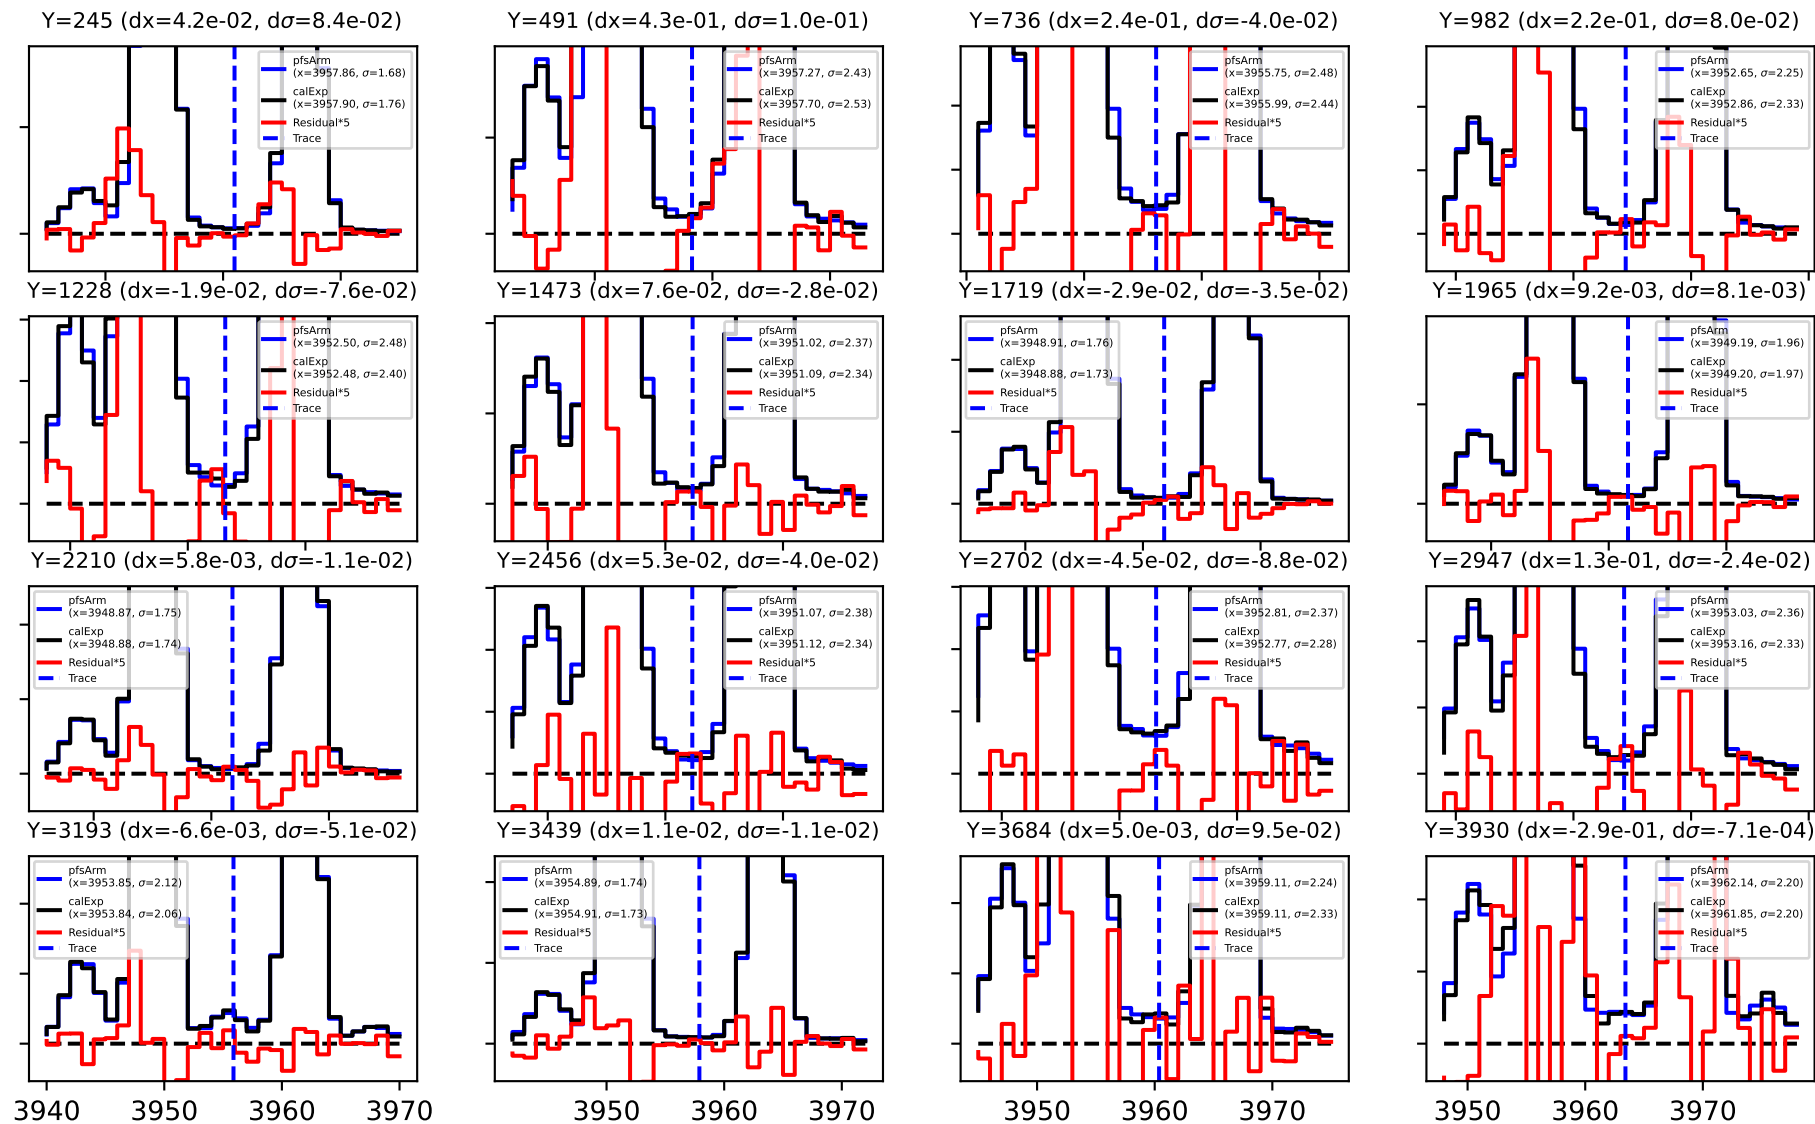 Y=245 (dx=4.2e-02, dσ=8.4e-02)
pfsArm
(x=3957.86, σ=1.68)
calExp
(x=3957.90, σ=1.76)
Residual*5
Trace
Y=491 (dx=4.3e-01, dσ=1.0e-01)
pfsArm
(x=3957.27, σ=2.43)
calExp
(x=3957.70, σ=2.53)
Residual*5
Trace
Y=736 (dx=2.4e-01, dσ=-4.0e-02)
pfsArm
(x=3955.75, σ=2.48)
calExp
(x=3955.99, σ=2.44)
Residual*5
Trace
Y=982 (dx=2.2e-01, dσ=8.0e-02)
pfsArm
(x=3952.65, σ=2.25)
calExp
(x=3952.86, σ=2.33)
Residual*5
Trace
Y=1228 (dx=-1.9e-02, dσ=-7.6e-02)
pfsArm
(x=3952.50, σ=2.48)
calExp
(x=3952.48, σ=2.40)
Residual*5
Trace
Y=1473 (dx=7.6e-02, dσ=-2.8e-02)
pfsArm
(x=3951.02, σ=2.37)
calExp
(x=3951.09, σ=2.34)
Residual*5
Trace
Y=1719 (dx=-2.9e-02, dσ=-3.5e-02)
pfsArm
(x=3948.91, σ=1.76)
calExp
(x=3948.88, σ=1.73)
Residual*5
Trace
Y=1965 (dx=9.2e-03, dσ=8.1e-03)
pfsArm
(x=3949.19, σ=1.96)
calExp
(x=3949.20, σ=1.97)
Residual*5
Trace
Y=2210 (dx=5.8e-03, dσ=-1.1e-02)
pfsArm
(x=3948.87, σ=1.75)
calExp
(x=3948.88, σ=1.74)
Residual*5
Trace
Y=2456 (dx=5.3e-02, dσ=-4.0e-02)
pfsArm
(x=3951.07, σ=2.38)
calExp
(x=3951.12, σ=2.34)
Residual*5
Trace
Y=2702 (dx=-4.5e-02, dσ=-8.8e-02)
pfsArm
(x=3952.81, σ=2.37)
calExp
(x=3952.77, σ=2.28)
Residual*5
Trace
Y=2947 (dx=1.3e-01, dσ=-2.4e-02)
pfsArm
(x=3953.03, σ=2.36)
calExp
(x=3953.16, σ=2.33)
Residual*5
Trace
Y=3193 (dx=-6.6e-03, dσ=-5.1e-02)
pfsArm
(x=3953.85, σ=2.12)
calExp
(x=3953.84, σ=2.06)
Residual*5
Trace
Y=3439 (dx=1.1e-02, dσ=-1.1e-02)
pfsArm
(x=3954.89, σ=1.74)
calExp
(x=3954.91, σ=1.73)
Residual*5
Trace
Y=3684 (dx=5.0e-03, dσ=9.5e-02)
pfsArm
(x=3959.11, σ=2.24)
calExp
(x=3959.11, σ=2.33)
Residual*5
Trace
Y=3930 (dx=-2.9e-01, dσ=-7.1e-04)
pfsArm
(x=3962.14, σ=2.20)
calExp
(x=3961.85, σ=2.20)
Residual*5
Trace
3940 3950 3960 3970
3950 3960 3970
3950 3960 3970
3950 3960 3970